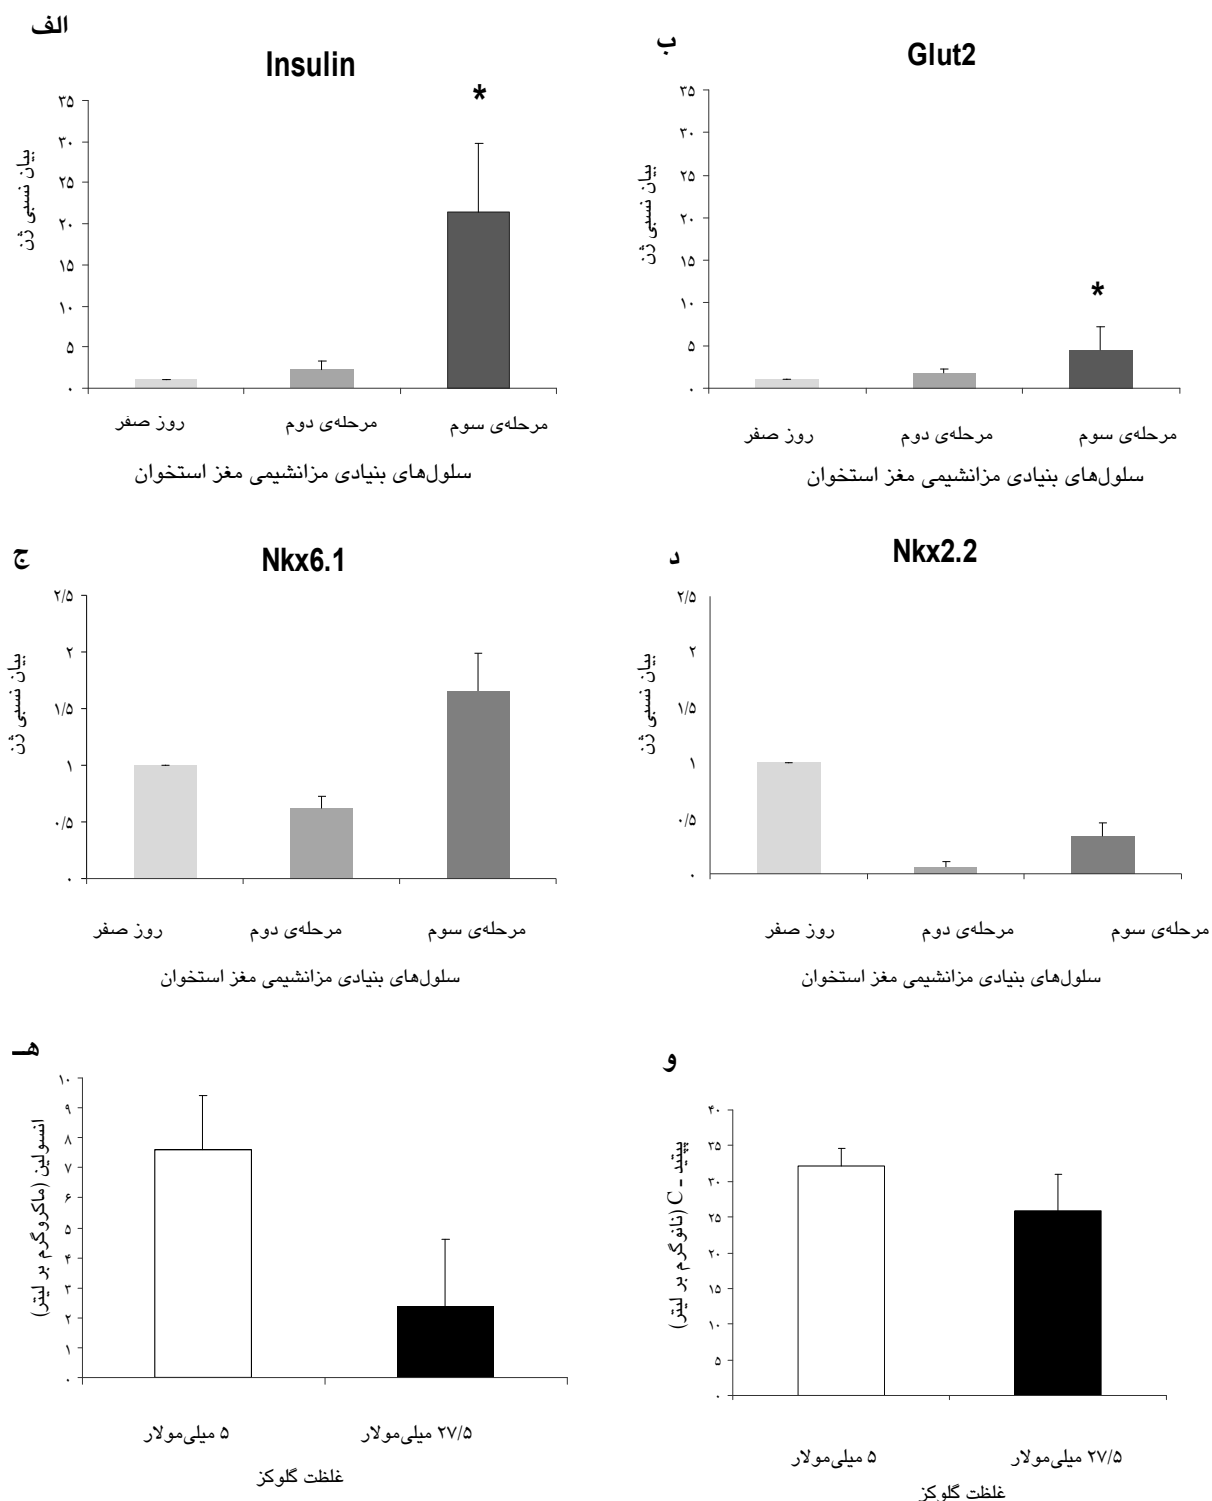 الف
Insulin
*
۳۵
۳۰
۲۵
۲۰
۱۵
۱۰
۵
۰
بیان نسبی ژن
روز صفر
مرحله‌ی دوم
مرحله‌ی سوم
سلول‌های بنیادی مزانشیمی مغز استخوان
ب
Glut2
*
۳۵
۳۰
۲۵
۲۰
۱۵
۱۰
۵
۰
بیان نسبی ژن
روز صفر
مرحله‌ی دوم
مرحله‌ی سوم
سلول‌های بنیادی مزانشیمی مغز استخوان
ج
Nkx6.1
۲/۵
۲
۱/۵
۱
۰/۵
۰
بیان نسبی ژن
روز صفر
مرحله‌ی دوم
مرحله‌ی سوم
سلول‌های بنیادی مزانشیمی مغز استخوان
د
Nkx2.2
۲/۵
۲
۱/۵
۱
۰/۵
۰
بیان نسبی ژن
روز صفر
مرحله‌ی دوم
مرحله‌ی سوم
سلول‌های بنیادی مزانشیمی مغز استخوان
هـ
۱۰
۹
۸
۷
۶
۵
۴
۳
۲
۱
۰
انسولین (ماکروگرم بر لیتر)
۵ میلی‌مولار
۲۷/۵ میلی‌مولار
غلظت گلوکز
و
۴۰
۳۵
۳۰
۲۵
۲۰
۱۵
۱۰
۵
۰
پپتید ـ C (نانوگرم بر لیتر)
۵ میلی‌مولار
۲۷/۵ میلی‌مولار
غلظت گلوکز